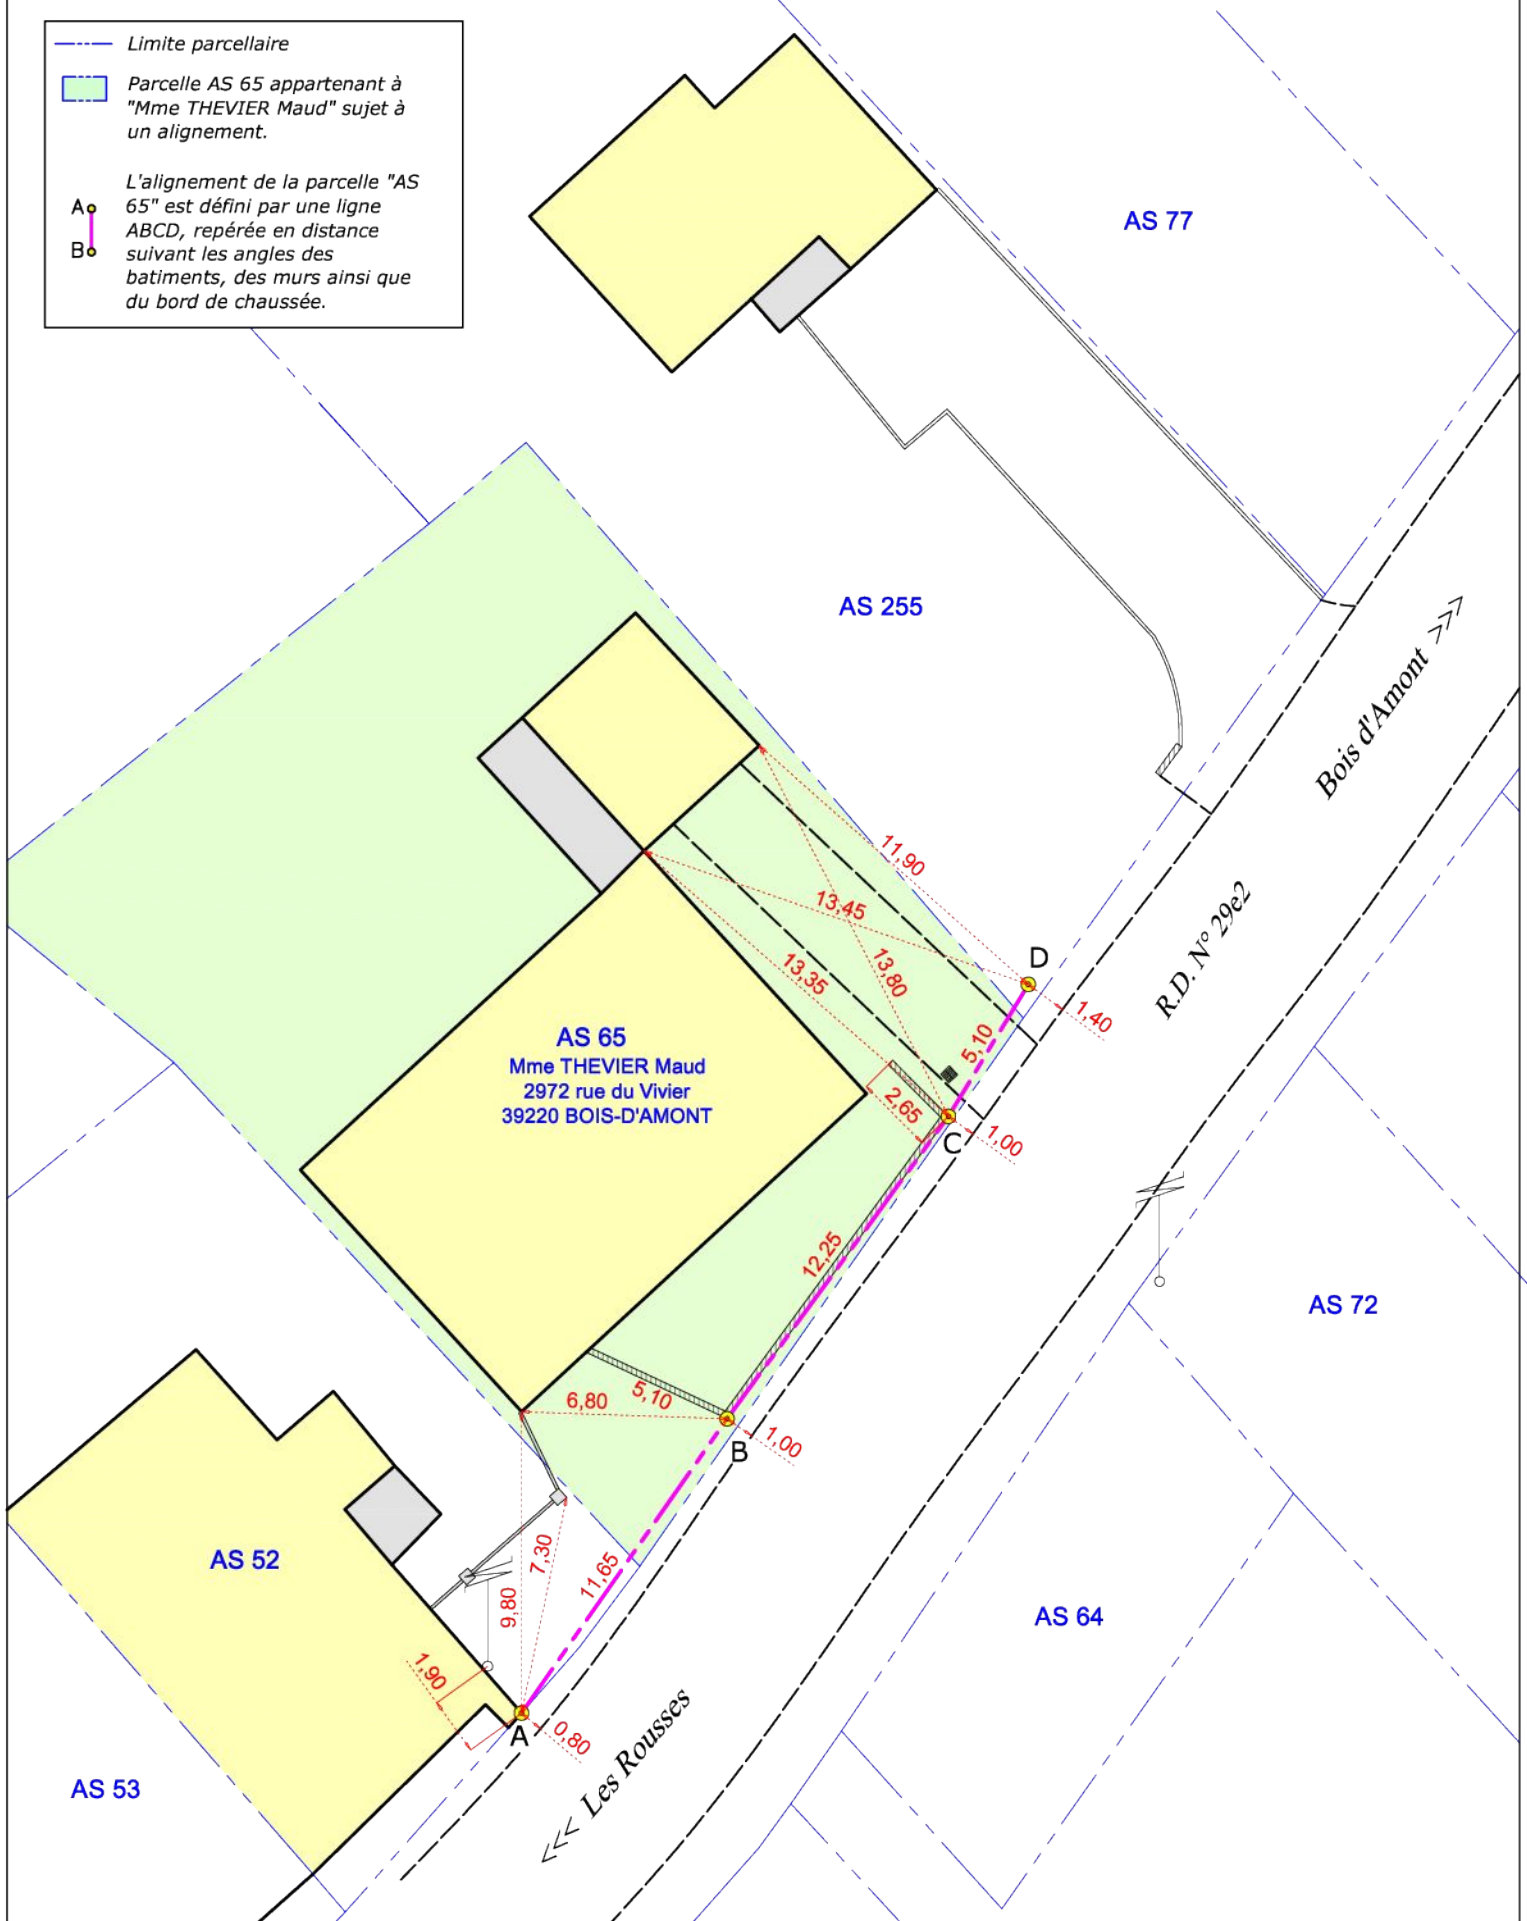 Limite parcellaire
Parcelle AS 65 appartenant à
"Mme THEVIER Maud" sujet à
un alignement.
L'alignement de la parcelle "AS
65" est défini par une ligne
ABCD, repérée en distance
suivant les angles des
batiments, des murs ainsi que
du bord de chaussée.
A
B
AS 77
AS 255
Bois d'Amont >>>
R.D. N° 29e2
11,90
13,45
13,80
13,35
D
1,40
5,10
2,65
C
1,00
AS 65
Mme THEVIER Maud
2972 rue du Vivier
39220 BOIS-D'AMONT
12,25
AS 72
6,80
5,10
B
1,00
AS 52
7,30
9,80
11,65
AS 64
1,90
A
0,80
<<< Les Rousses
AS 53